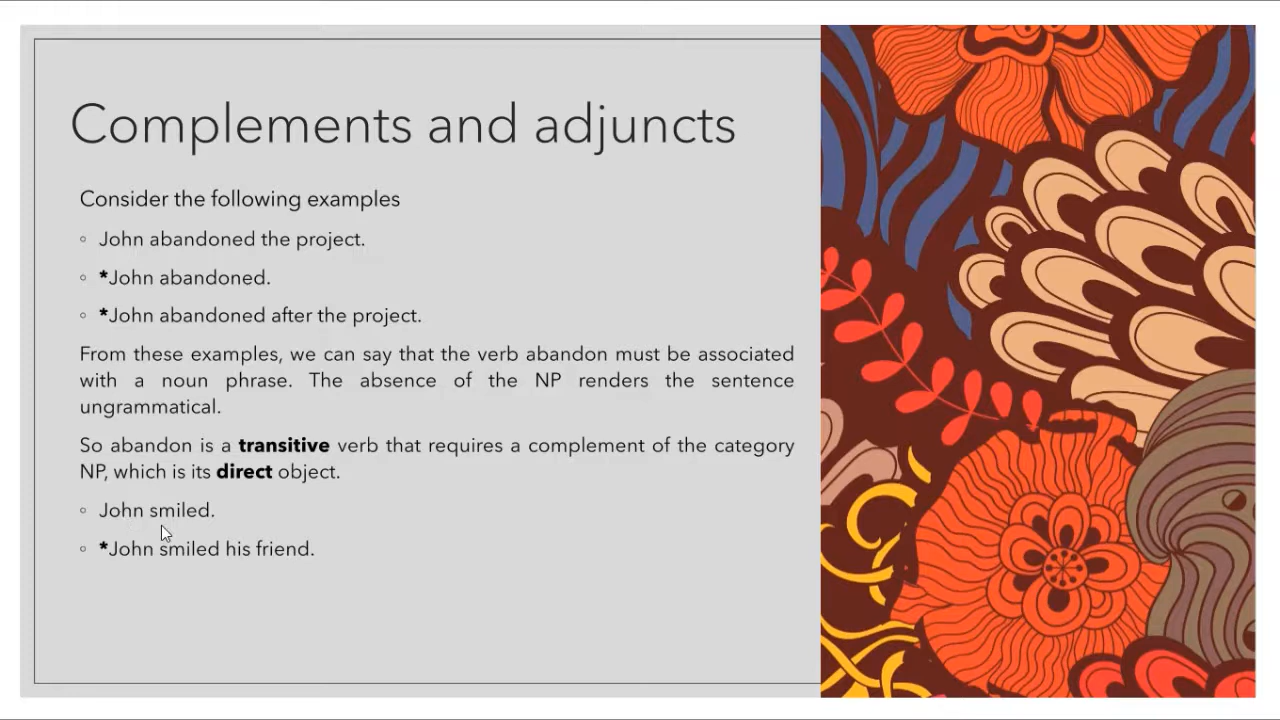 Complements and adjuncts
Consider the following examples
◦ John abandoned the project.
◦ *John abandoned.
◦ *John abandoned after the project.
From these examples, we can say that the verb abandon must be associated
with a noun phrase. The absence of the NP renders the sentence
ungrammatical.
So abandon is a transitive verb that requires a complement of the category
NP, which is its direct object.
◦ John smiled.
◦ *John smiled his friend.